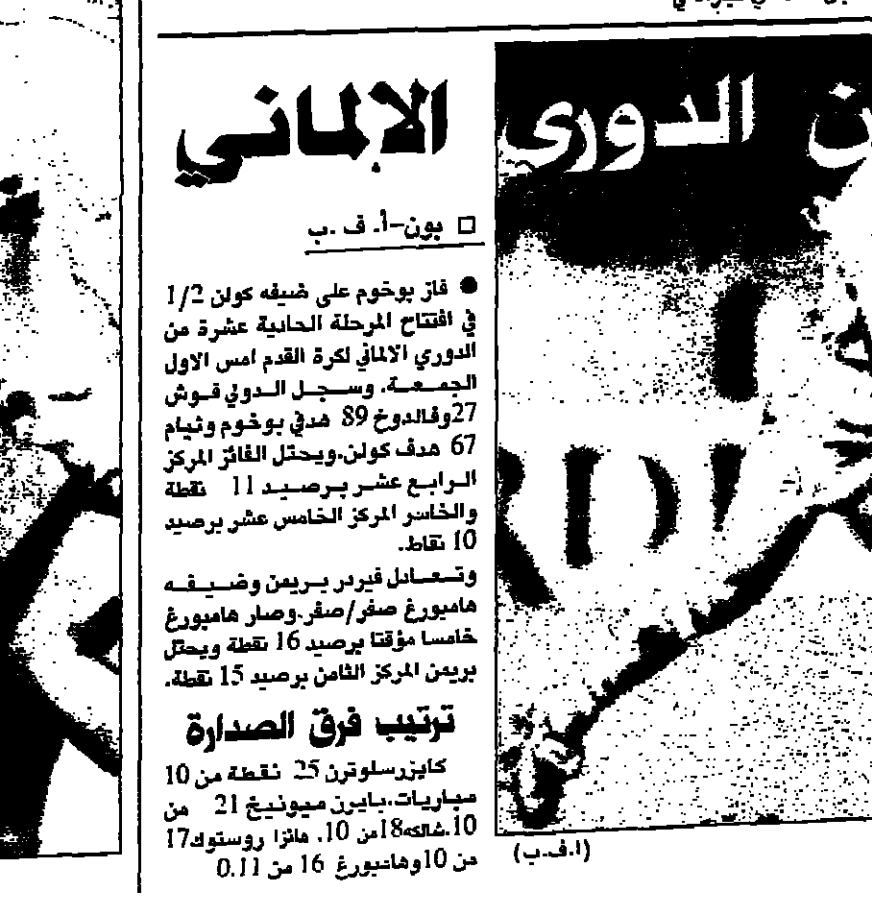 ن الدوري الالماني
□ بون-أ. ف .ب
● فاز بوخوم على ضيفه كولن 1/2
في افتتاح المرحلة الحادية عشرة من
الدوري الالماني لكرة القدم امس الاول
الجمعة. وسجل الدولي قوش
27وفالدوخ 89 هدفي بوخوم وثيام
67 هدف كولن.ويحتل الفائز المركز
الرابع عشر برصيد 11 نقطة
والخاسر المركز الخامس عشر برصيد
10 نقاط.
وتعادل فيردر بريمن وضيفه
هامبورغ صفر/صفر.وصار هامبورغ
خامسا مؤقتا برصيد 16 نقطة ويحتل
بريمن المركز الثامن برصيد 15 نقطة.
ترتيب فرق الصدارة
كايزرسلوترن 25 نقطة من 10
مباريات.بايرن ميونيخ 21 من
10.شالكه18من 10. هانزا روستوك17
من 10وهامبورغ 16 من 0.11
(ا.ف.ب)